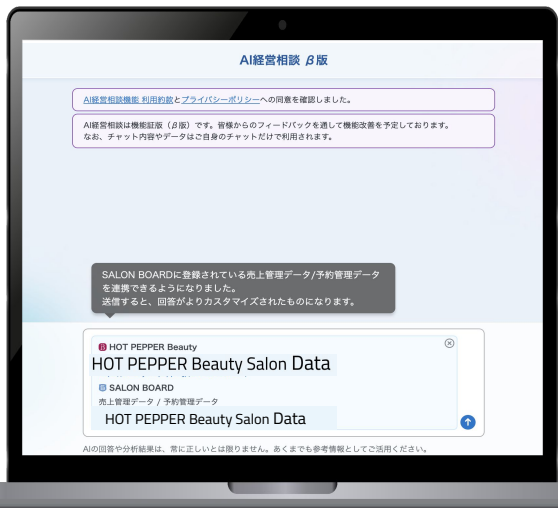 AI経営相談 β版
AI経営相談機能 利用約款とプライバシーポリシーへの同意を確認しました。
AI経営相談は機能証版（β版）です。皆様からのフィードバックを通して機能改善を予定しております。
なお、チャット内容やデータはご自身のチャットだけで利用されます。
SALON BOARDに登録されている売上管理データ/予約管理データ
を連携できるようになりました。
送信すると、回答がよりカスタマイズされたものになります。
HOT PEPPER Beauty
HOT PEPPER Beauty Salon Data
SALON BOARD
売上管理データ / 予約管理データ
HOT PEPPER Beauty Salon Data
AIの回答や分析結果は、常に正しいとは限りません。あくまでも参考情報としてご活用ください。